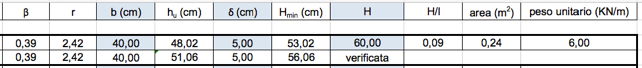 β r b (cm) hu (cm) δ (cm) Hmin (cm) H H/l area (m²) peso unitario (KN/m)
0,39 2,42 40,00 48,02 5,00 53,02 60,00 0,09 0,24 6,00
0,39 2,42 40,00 51,06 5,00 56,06 verificata